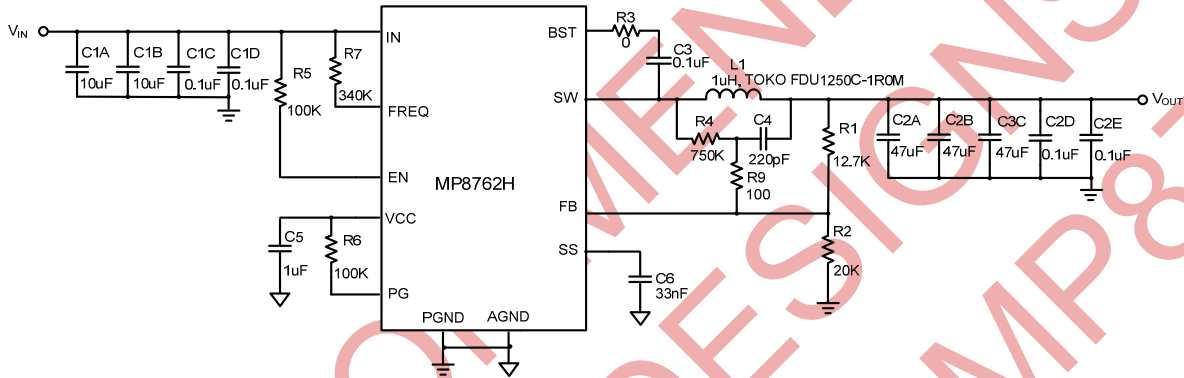 VIN
C1A
10uF
C1B
10uF
C1C
0.1uF
C1D
0.1uF
R5
100K
R7
340K
IN
FREQ
EN
VCC
PG
PGND
AGND
MP8762H
BST
SW
FB
SS
C5
1uF
R6
100K
R3
0
C3
0.1uF
L1
1uH, TOKO FDU1250C-1R0M
R4
750K
C4
220pF
R9
100
R1
12.7K
R2
20K
C6
33nF
C2A
47uF
C2B
47uF
C3C
47uF
C2D
0.1uF
C2E
0.1uF
VOUT
MMEN
DESIGNS
MP8